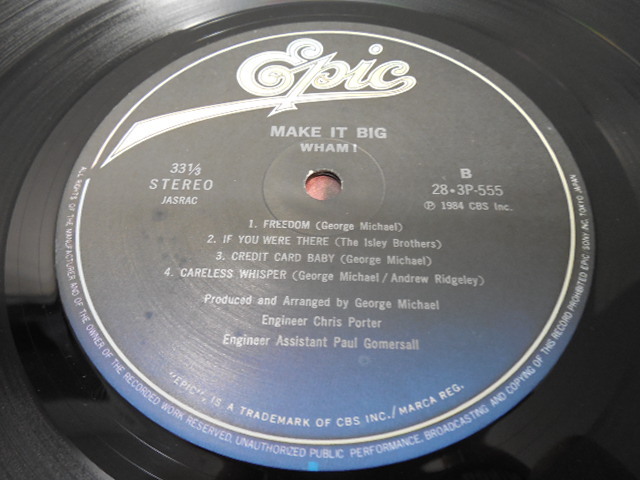 Epic
MAKE IT BIG
WHAM!
33⅓
STEREO
JASRAC
B
28・3P-555
Ⓟ 1984 CBS Inc.
1. FREEDOM (George Michael)
2. IF YOU WERE THERE (The Isley Brothers)
3. CREDIT CARD BABY (George Michael)
4. CARELESS WHISPER (George Michael/Andrew Ridgeley)
Produced and Arranged by George Michael
Engineer Chris Porter
Engineer Assistant Paul Gomersall
"EPIC", IS A TRADEMARK OF CBS INC./MARCA REG.
ALL RIGHTS OF THE MANUFACTURER AND OF THE OWNER OF THE RECORDED WORK RESERVED. UNAUTHORIZED PUBLIC PERFORMANCE, BROADCASTING AND COPYING OF THIS RECORD PROHIBITED EPIC SONY INC. TOKYO JAPAN